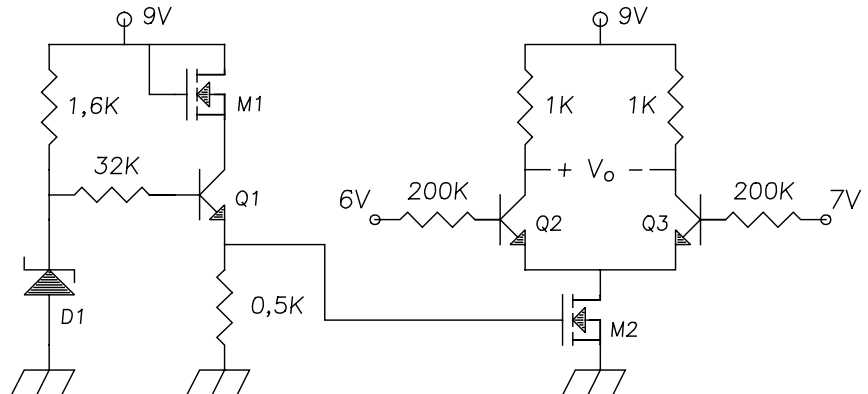 9V
9V
1,6K
M1
1K
1K
32K
+ Vo −
Q1
6V
200K
200K
7V
Q2
Q3
D1
0,5K
M2